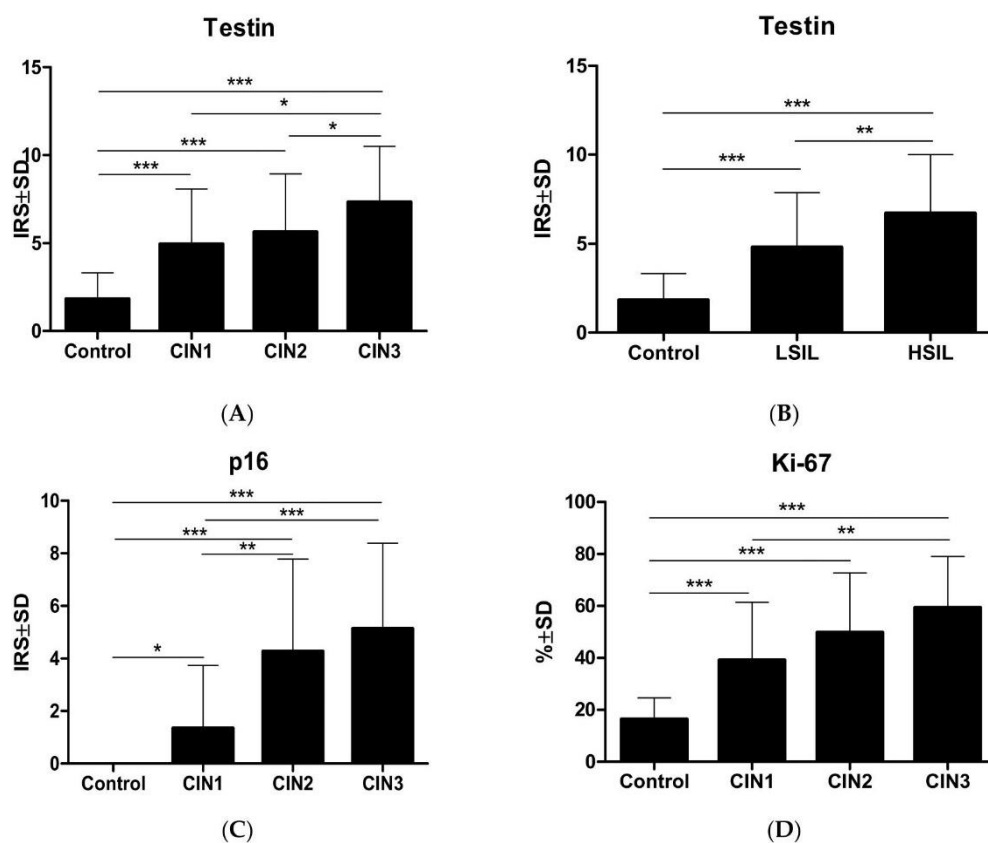 Testin
IRS±SD
15
10
5
0
***
*
***
*
***
Control CIN1 CIN2 CIN3
(A)
Testin
IRS±SD
15
10
5
0
***
**
***
Control LSIL HSIL
(B)
p16
IRS±SD
10
8
6
4
2
0
***
***
***
**
*
Control CIN1 CIN2 CIN3
(C)
Ki-67
%±SD
100
80
60
40
20
0
***
**
***
***
Control CIN1 CIN2 CIN3
(D)